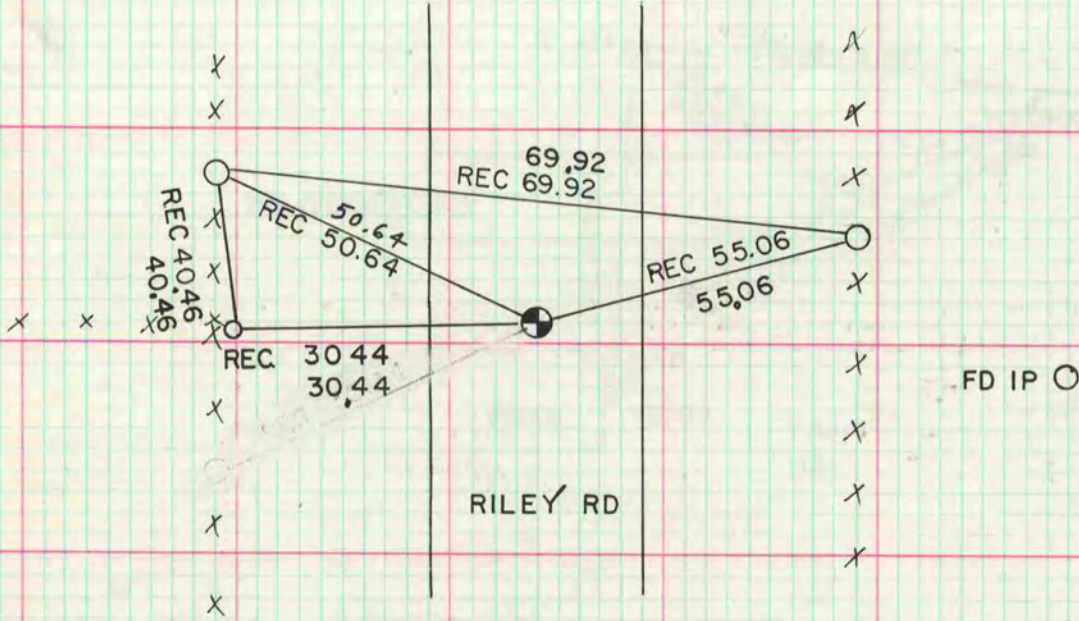 69.92
REC 69.92
50.64
REC 50.64
REC 40.46
40.46
REC 55.06
55.06
REC. 30 44
30.44
FD IP
RILEY RD